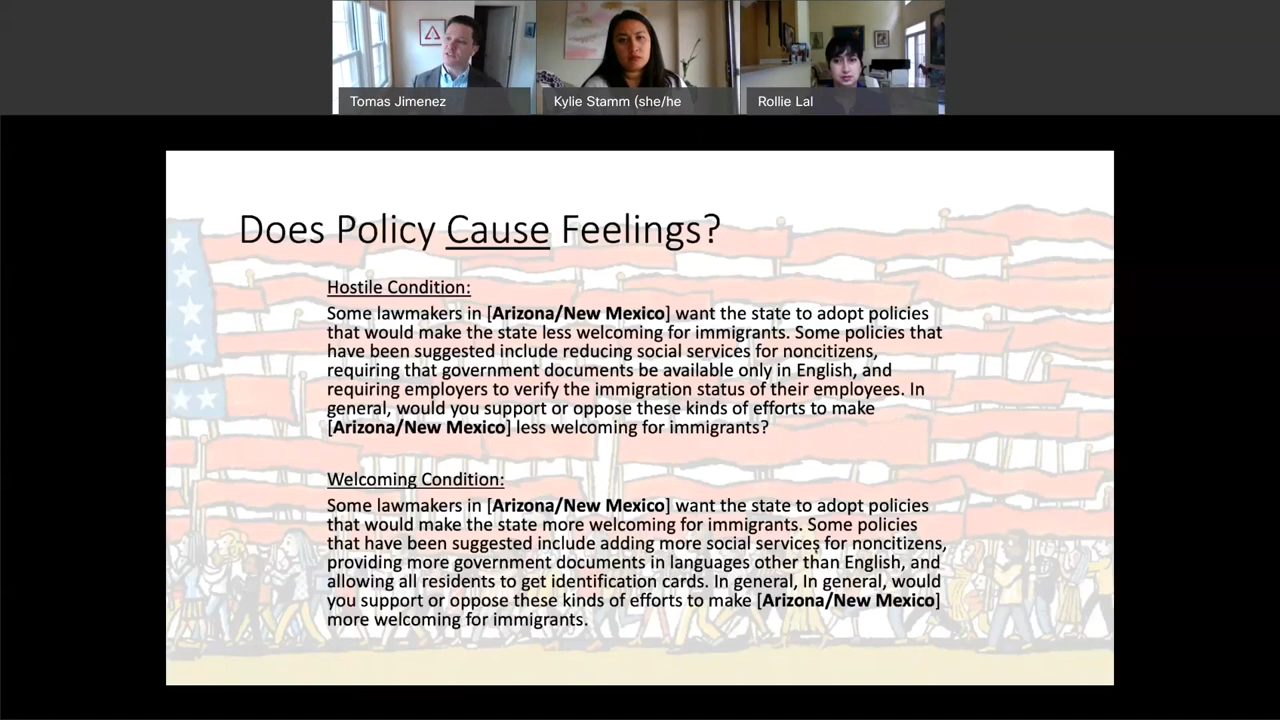 Tomas Jimenez
Kylie Stamm (she/he
Rollie Lal
Does Policy Cause Feelings?
Hostile Condition:
Some lawmakers in [Arizona/New Mexico] want the state to adopt policies
that would make the state less welcoming for immigrants. Some policies that
have been suggested include reducing social services for noncitizens,
requiring that government documents be available only in English, and
requiring employers to verify the immigration status of their employees. In
general, would you support or oppose these kinds of efforts to make
[Arizona/New Mexico] less welcoming for immigrants?
Welcoming Condition:
Some lawmakers in [Arizona/New Mexico] want the state to adopt policies
that would make the state more welcoming for immigrants. Some policies
that have been suggested include adding more social services for noncitizens,
providing more government documents in languages other than English, and
allowing all residents to get identification cards. In general, In general, would
you support or oppose these kinds of efforts to make [Arizona/New Mexico]
more welcoming for immigrants.